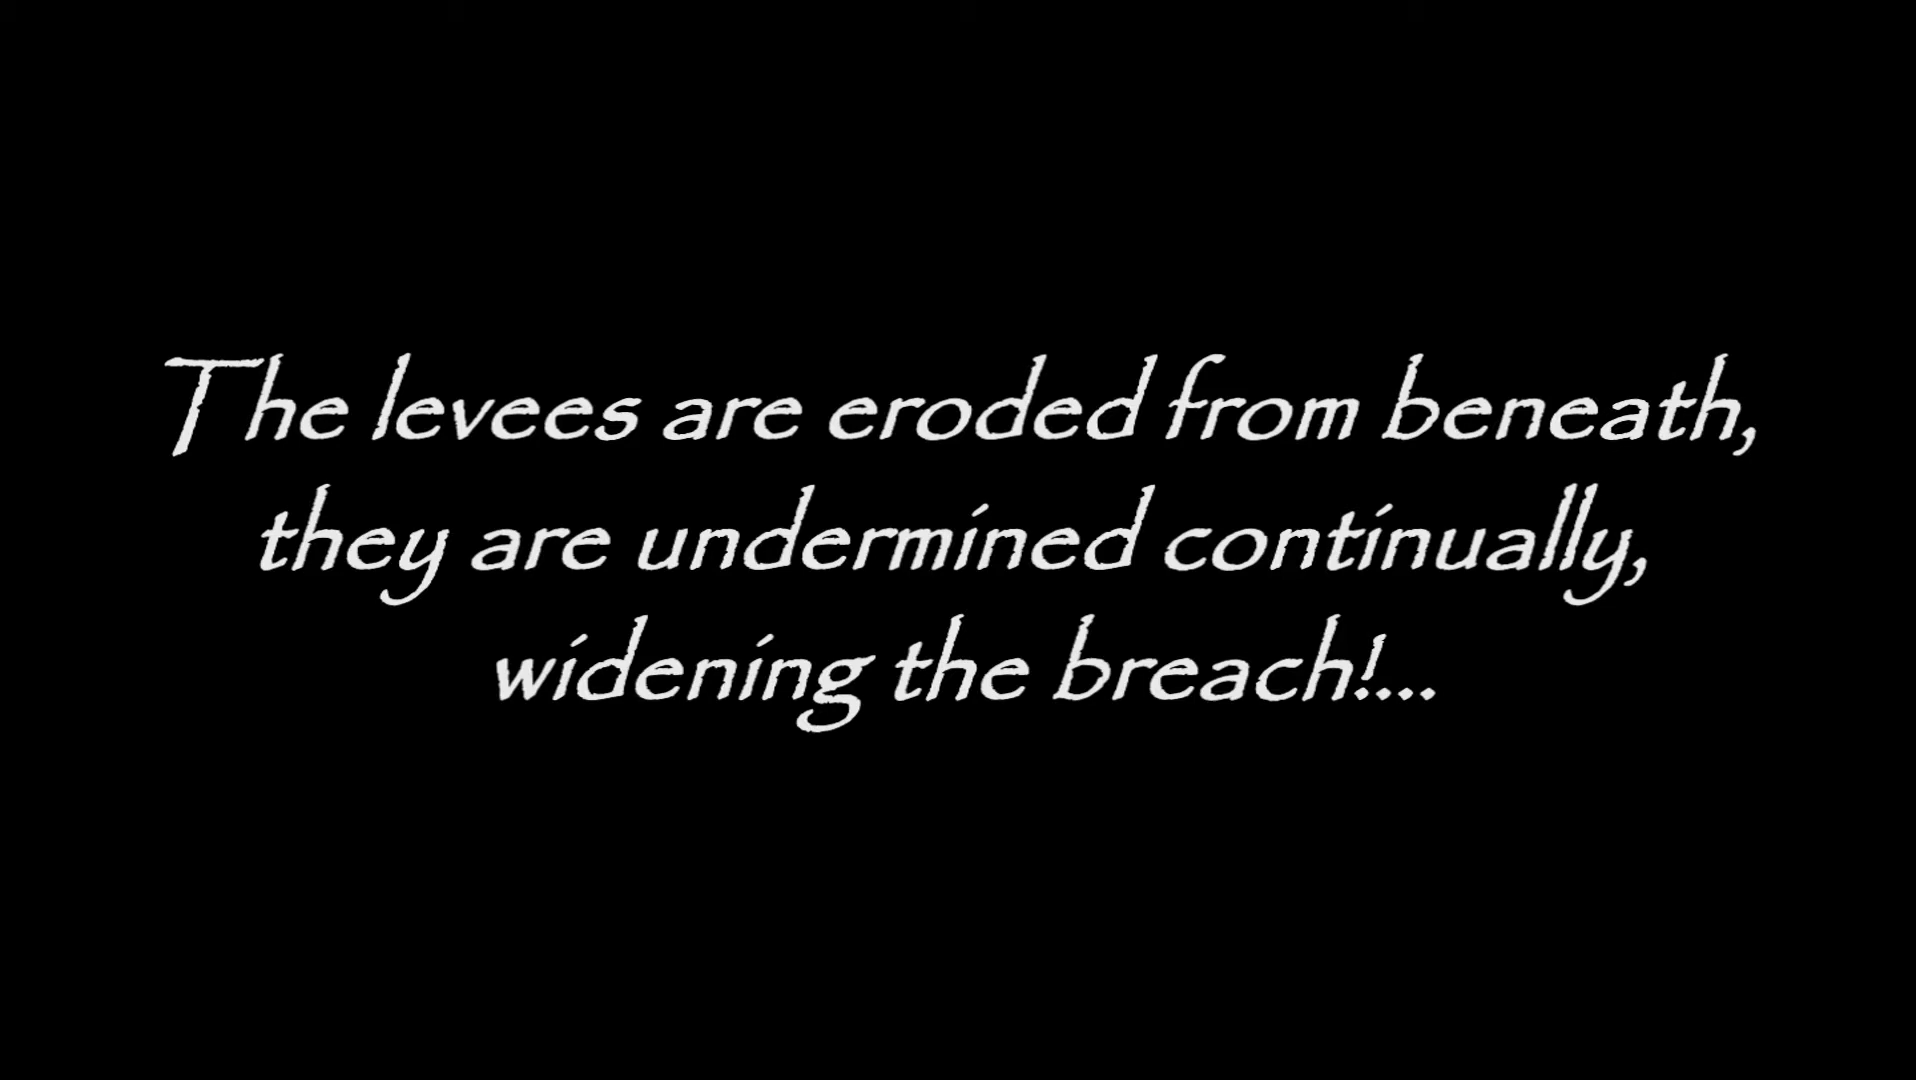 The levees are eroded from beneath,
they are undermined continually,
widening the breach!...